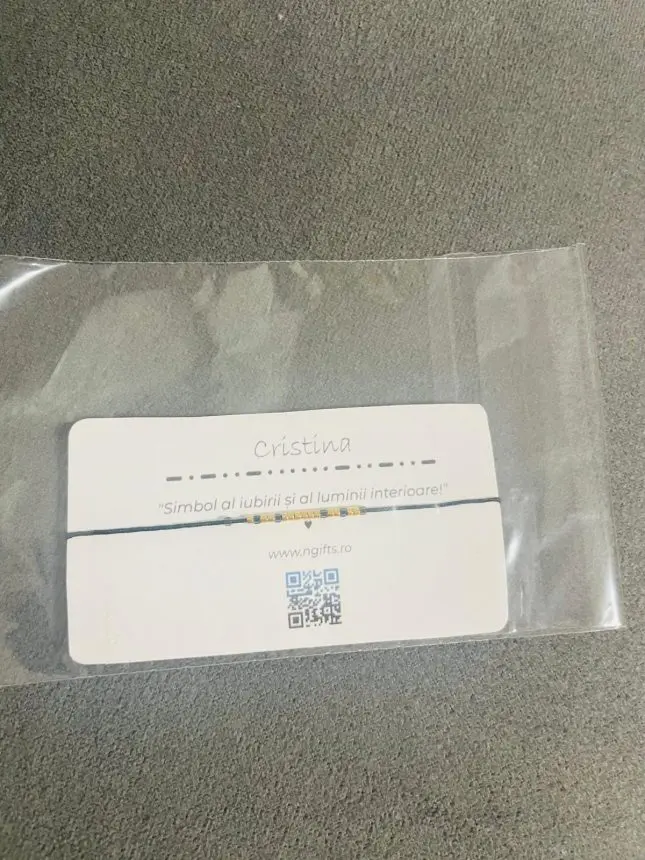 Cristina
"Simbol al iubirii și al luminii interioare!"
www.ngifts.ro